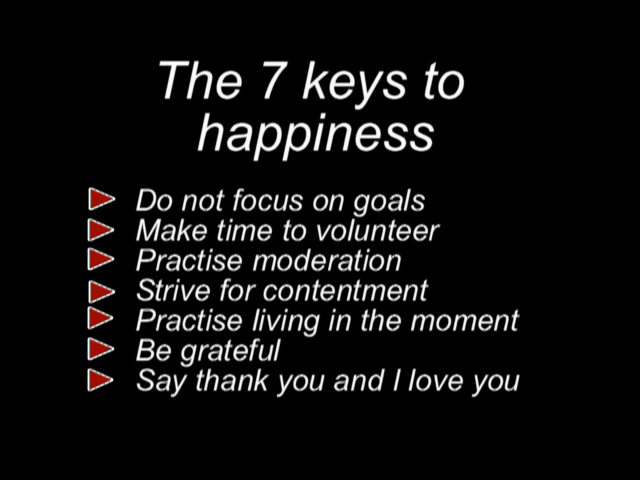 The 7 keys to
happiness
Do not focus on goals
Make time to volunteer
Practise moderation
Strive for contentment
Practise living in the moment
Be grateful
Say thank you and I love you